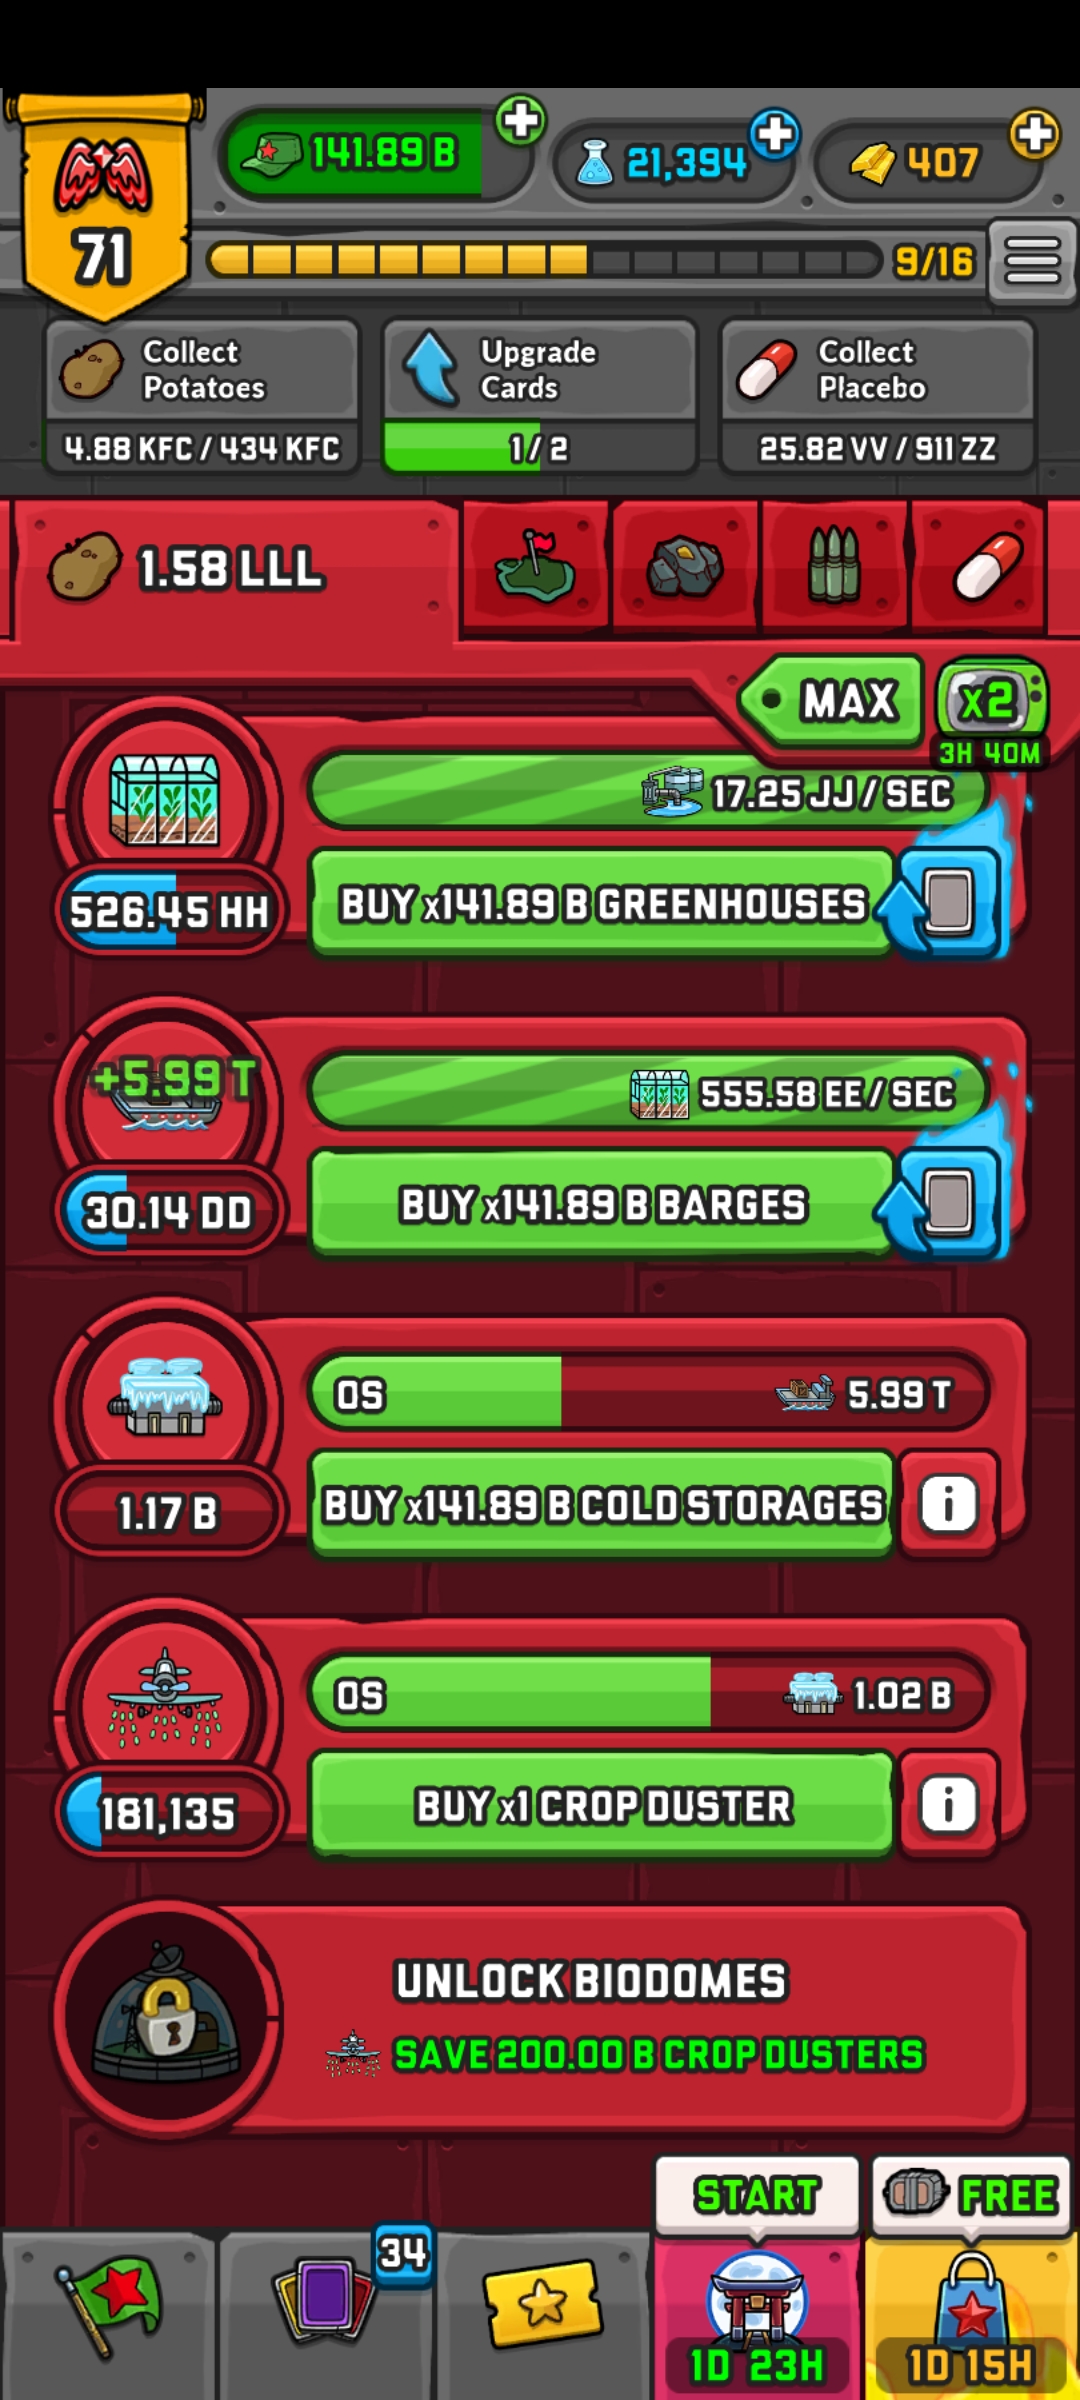 141.89 B
21,394
407
71
9/16
Collect
Potatoes
4.88 KFC / 434 KFC
Upgrade
Cards
1 / 2
Collect
Placebo
25.82 VV / 911 ZZ
1.58 LLL
MAX
x2
3H 40M
17.25 JJ / SEC
526.45 HH
BUY x141.89 B GREENHOUSES
+5.99 T
555.58 EE / SEC
30.14 DD
BUY x141.89 B BARGES
0S
5.99 T
1.17 B
BUY x141.89 B COLD STORAGES
i
0S
1.02 B
181,135
BUY x1 CROP DUSTER
i
UNLOCK BIODOMES
SAVE 200.00 B CROP DUSTERS
START
FREE
34
1D 23H
1D 15H